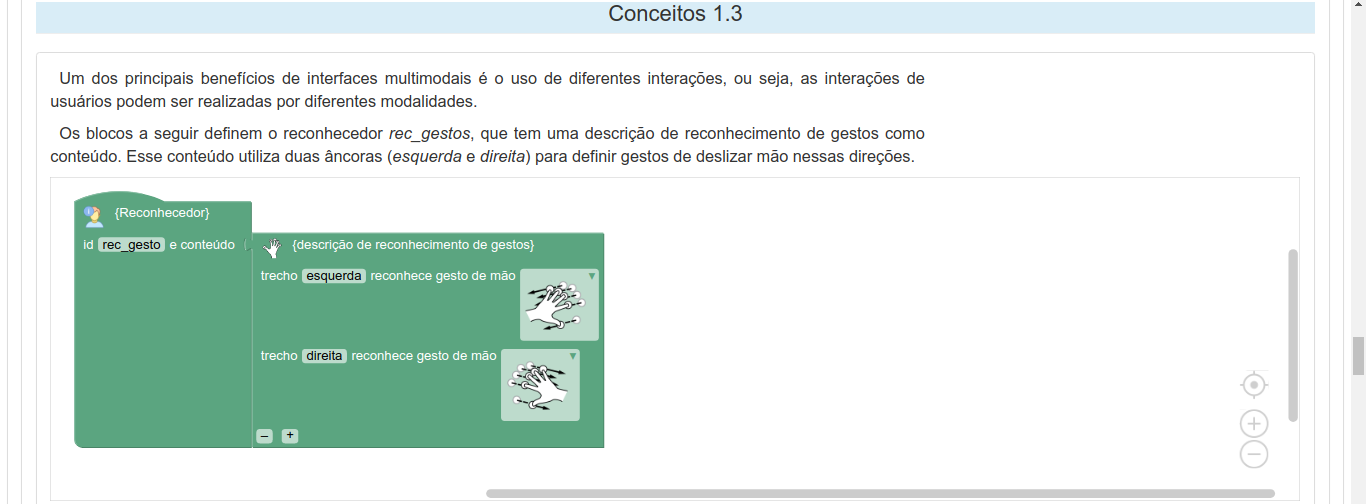 Conceitos 1.3
Um dos principais benefícios de interfaces multimodais é o uso de diferentes interações, ou seja, as interações de
usuários podem ser realizadas por diferentes modalidades.
Os blocos a seguir definem o reconhecedor rec_gestos, que tem uma descrição de reconhecimento de gestos como
conteúdo. Esse conteúdo utiliza duas âncoras (esquerda e direita) para definir gestos de deslizar mão nessas direções.
{Reconhecedor}
id rec_gesto e conteúdo {descrição de reconhecimento de gestos}
trecho esquerda reconhece gesto de mão
trecho direita reconhece gesto de mão
– +